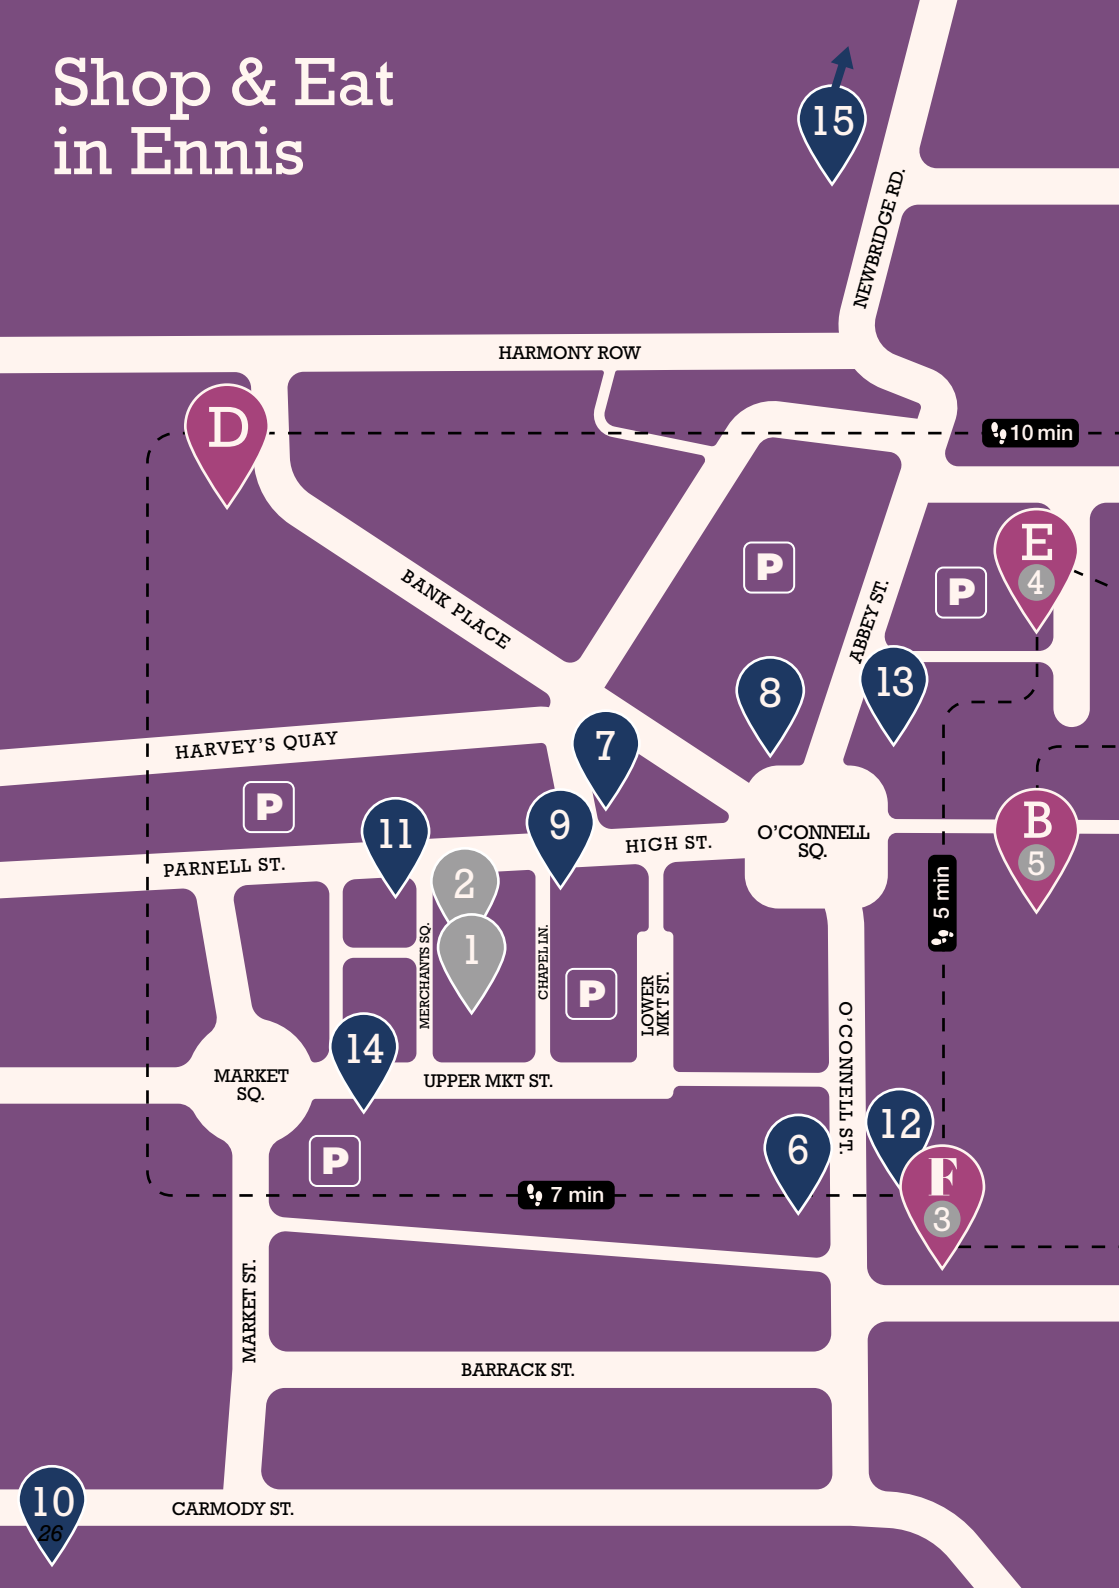 Shop & Eat
in Ennis
15
NEWBRIDGE RD.
HARMONY ROW
D
10 min
E
4
P
P
BANK PLACE
ABBEY ST.
13
8
HARVEY'S QUAY
7
P
11
9
B
5
O'CONNELL
SQ.
HIGH ST.
PARNELL ST.
2
1
5 min
MERCHANTS SQ.
CHAPEL LN.
P
LOWER
MKT ST.
O'CONNELL ST.
14
MARKET
SQ.
UPPER MKT ST.
12
6
P
F
3
7 min
MARKET ST.
BARRACK ST.
10
26
CARMODY ST.